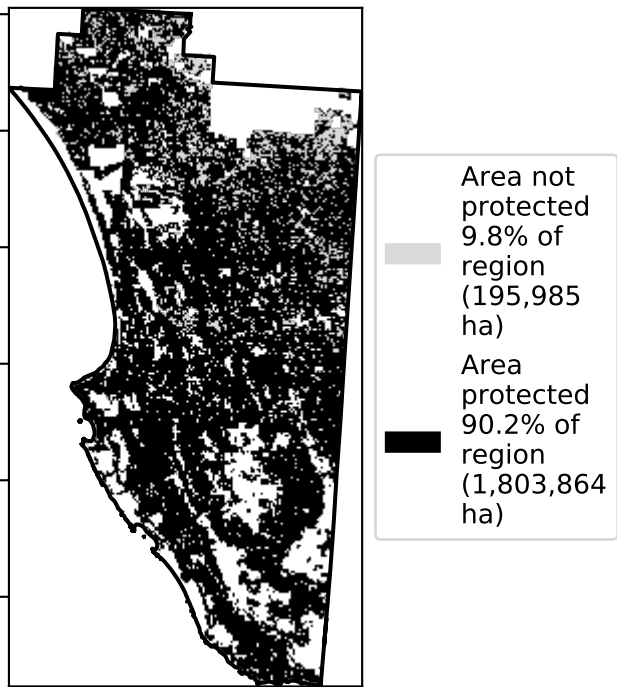 Area not
protected
9.8% of
region
(195,985
ha)
Area
protected
90.2% of
region
(1,803,864
ha)